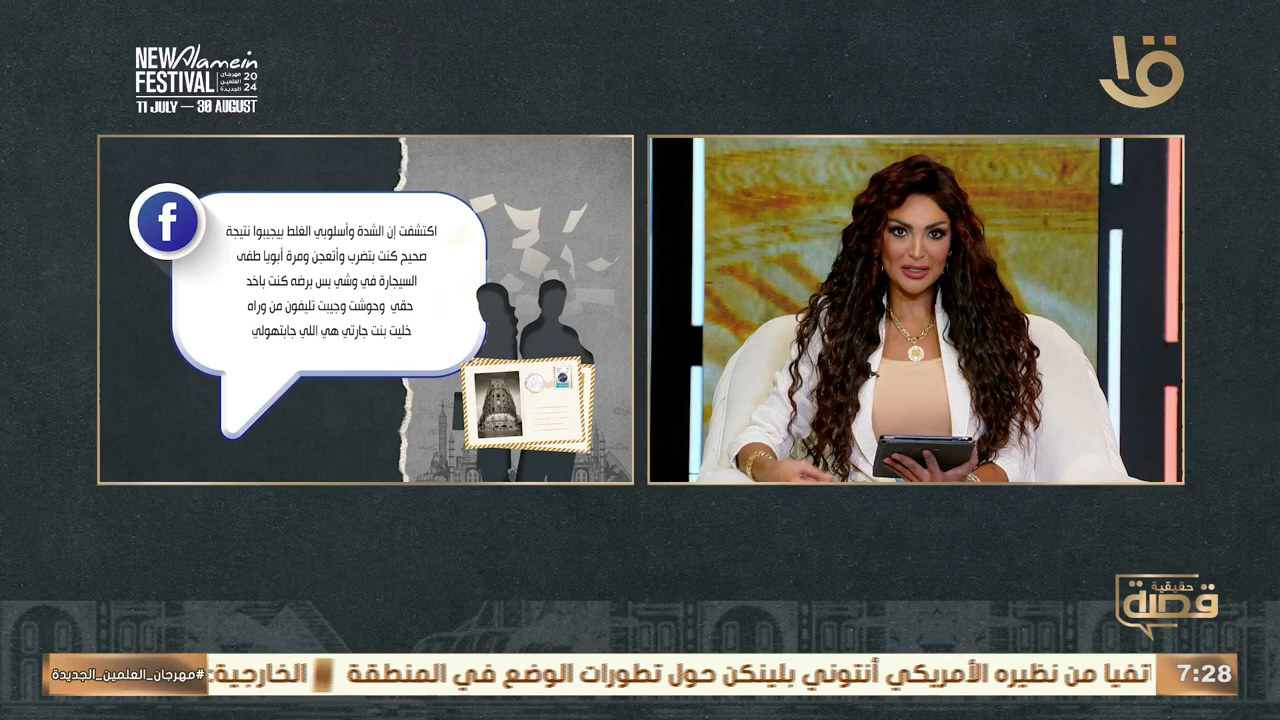 NEW Alamein
FESTIVAL
مهرجان
العلمين
الجديدة
20
24
11 JULY — 30 AUGUST
f
اكتشفت إن الشدة وأسلوبي الغلط بيجيبوا نتيجة
صحيح كنت بتضرب وأتعجن ومرة أبويا طفى
السيجارة في وشي بس برضه كنت باخد
حقي وحوشت وجيبت تليفون من وراه
خليت بنت جارتي هي اللي جابتهولي
قصة
حقيقية
7:28
اتفيا من نظيره الأمريكي أنتوني بلينكن حول تطورات الوضع في المنطقة الخارجية:
#مهرجان_العلمين_الجديدة